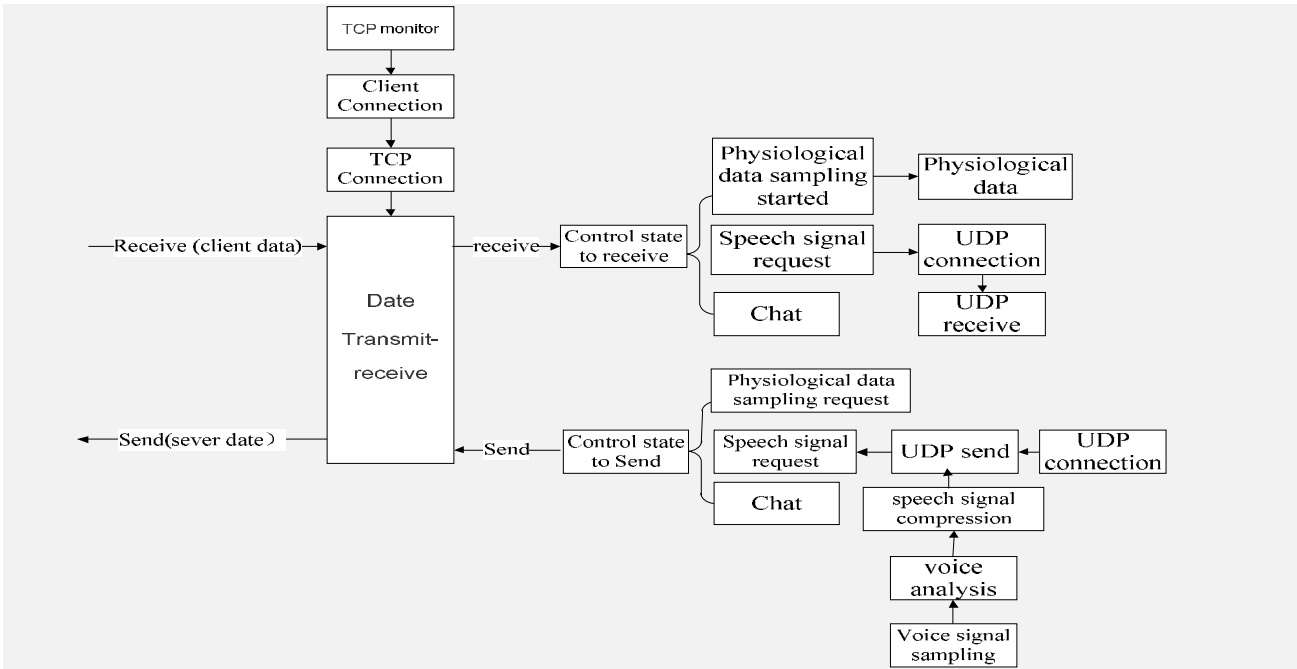 TCP monitor
Client
Connection
TCP
Connection
Receive (client data)
Date
Transmit-
receive
receive
Control state
to receive
Physiological
data sampling
started
Physiological
data
Speech signal
request
UDP
connection
UDP
receive
Chat
Send(sever date）
Send
Control state
to Send
Physiological data
sampling request
Speech signal
request
UDP send
UDP
connection
Chat
speech signal
compression
voice
analysis
Voice signal
sampling